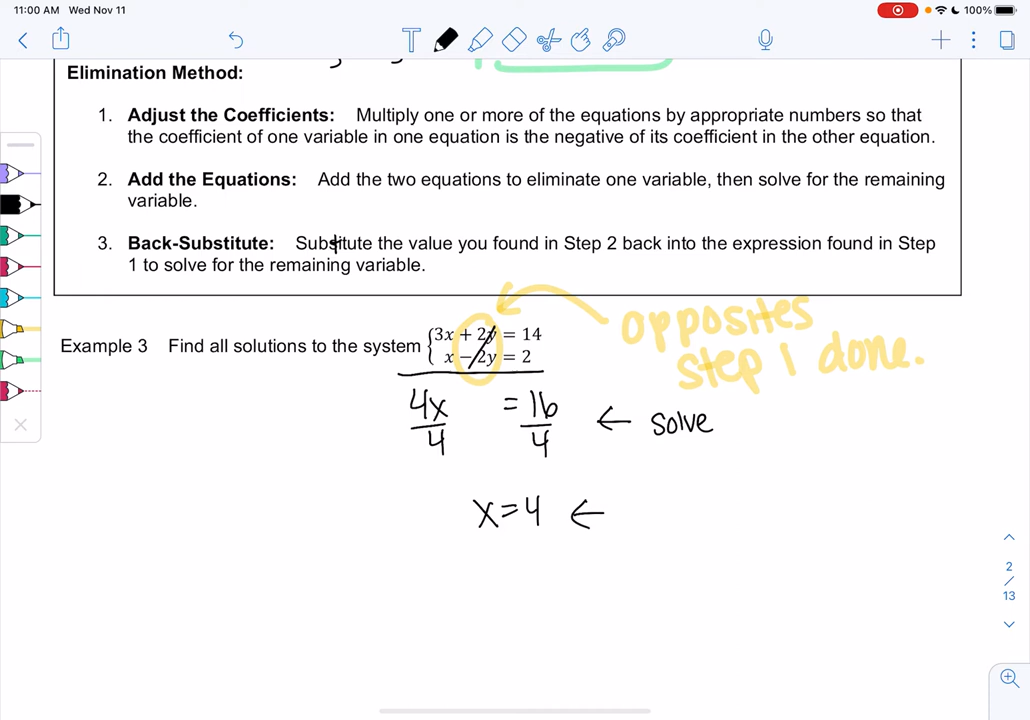 11:00 AM Wed Nov 11
100%
Elimination Method:
1. Adjust the Coefficients: Multiply one or more of the equations by appropriate numbers so that
the coefficient of one variable in one equation is the negative of its coefficient in the other equation.
2. Add the Equations: Add the two equations to eliminate one variable, then solve for the remaining
variable.
3. Back-Substitute: Substitute the value you found in Step 2 back into the expression found in Step
1 to solve for the remaining variable.
Example 3 Find all solutions to the system {3x + 2y = 14
x − 2y = 2
opposites
step 1 done.
4x = 16
4 4
← solve
x = 4 ←
2
/
13